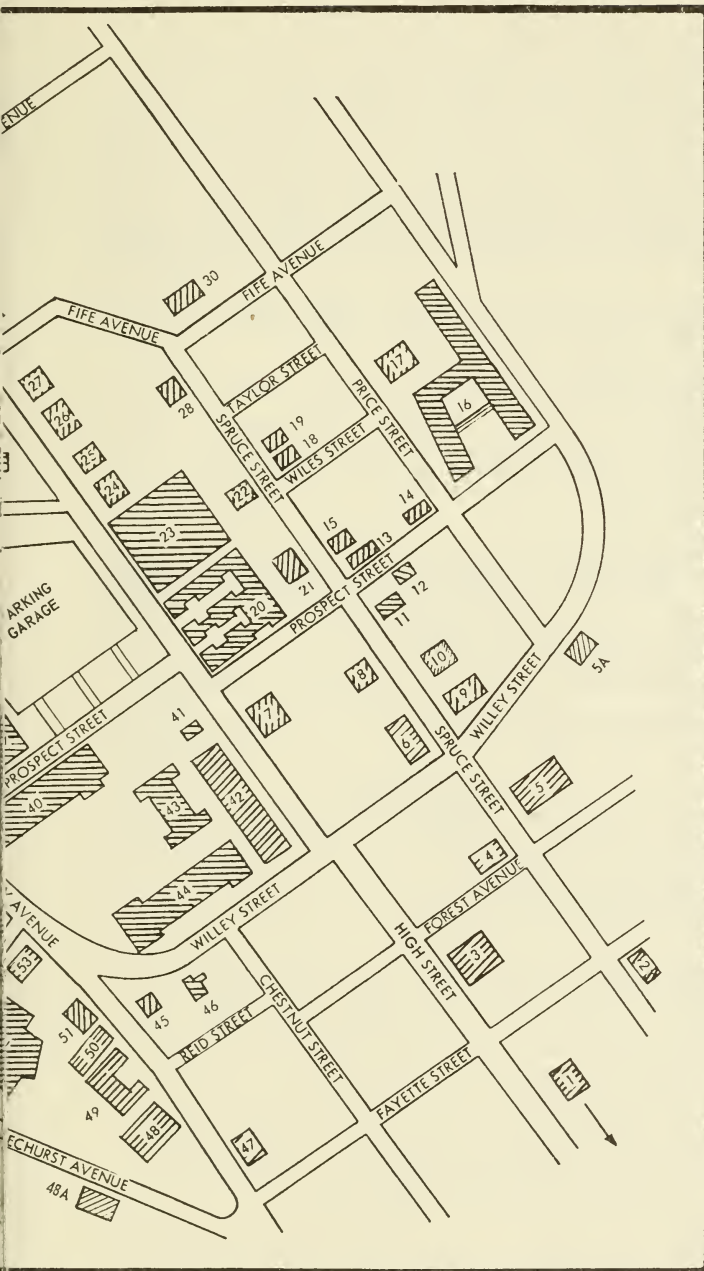 ENUE
FIFE AVENUE
30
FIFE AVENUE
27
26
25
24
28
TAYLOR STREET
SPRUCE STREET
19
18
WILES STREET
PRICE STREET
17
16
22
23
15
13
14
21
20
PROSPECT STREET
12
11
10
9
WILLEY STREET
5A
ARKING
GARAGE
7
8
6
SPRUCE STREET
5
41
PROSPECT STREET
40
43
42
44
4
FOREST AVENUE
WILLEY STREET
HIGH STREET
3
2
Y AVENUE
53
45
46
CHESTNUT STREET
REID STREET
FAYETTE STREET
1
51
50
49
48
47
ECHURST AVENUE
48A